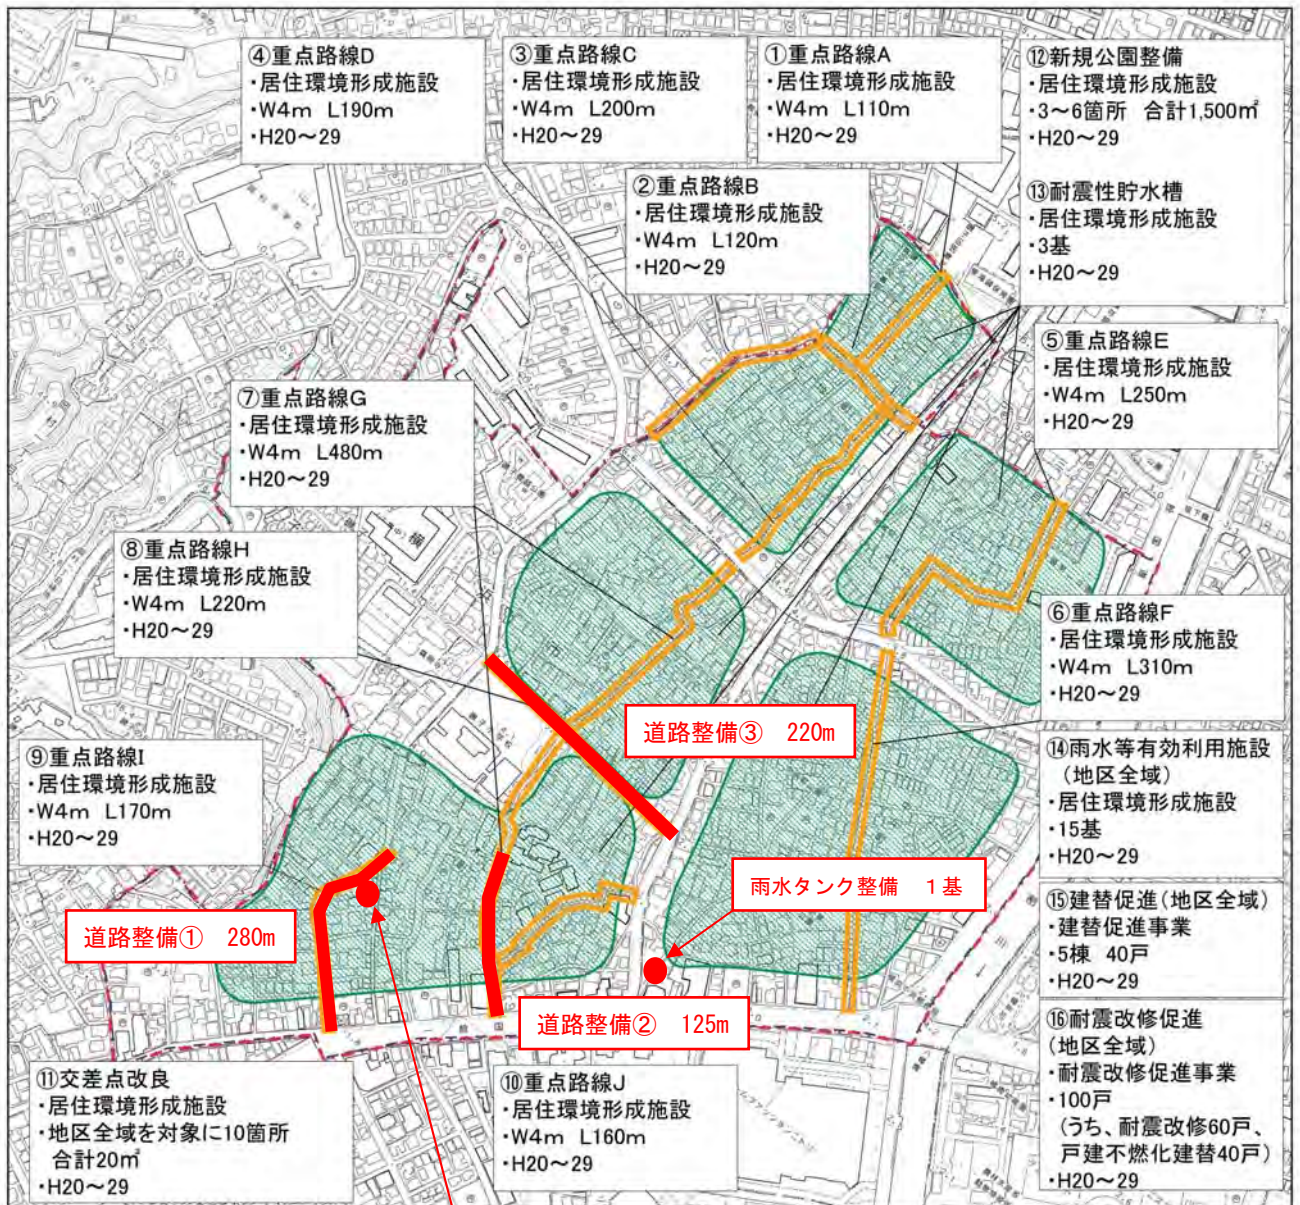 ④重点路線D
・居住環境形成施設
・W4m L190m
・H20～29
③重点路線C
・居住環境形成施設
・W4m L200m
・H20～29
①重点路線A
・居住環境形成施設
・W4m L110m
・H20～29
⑫新規公園整備
・居住環境形成施設
・3～6箇所 合計1,500㎡
・H20～29
⑬耐震性貯水槽
・居住環境形成施設
・3基
・H20～29
②重点路線B
・居住環境形成施設
・W4m L120m
・H20～29
⑤重点路線E
・居住環境形成施設
・W4m L250m
・H20～29
⑦重点路線G
・居住環境形成施設
・W4m L480m
・H20～29
⑧重点路線H
・居住環境形成施設
・W4m L220m
・H20～29
⑥重点路線F
・居住環境形成施設
・W4m L310m
・H20～29
道路整備③ 220m
⑨重点路線I
・居住環境形成施設
・W4m L170m
・H20～29
⑭雨水等有効利用施設
（地区全域）
・居住環境形成施設
・15基
・H20～29
雨水タンク整備 １基
⑮建替促進（地区全域）
・建替促進事業
・5棟 40戸
・H20～29
道路整備① 280m
道路整備② 125m
⑯耐震改修促進
（地区全域）
・耐震改修促進事業
・100戸
（うち、耐震改修60戸、
戸建不燃化建替40戸）
・H20～29
⑪交差点改良
・居住環境形成施設
・地区全域を対象に10箇所
合計20㎡
・H20～29
⑩重点路線J
・居住環境形成施設
・W4m L160m
・H20～29